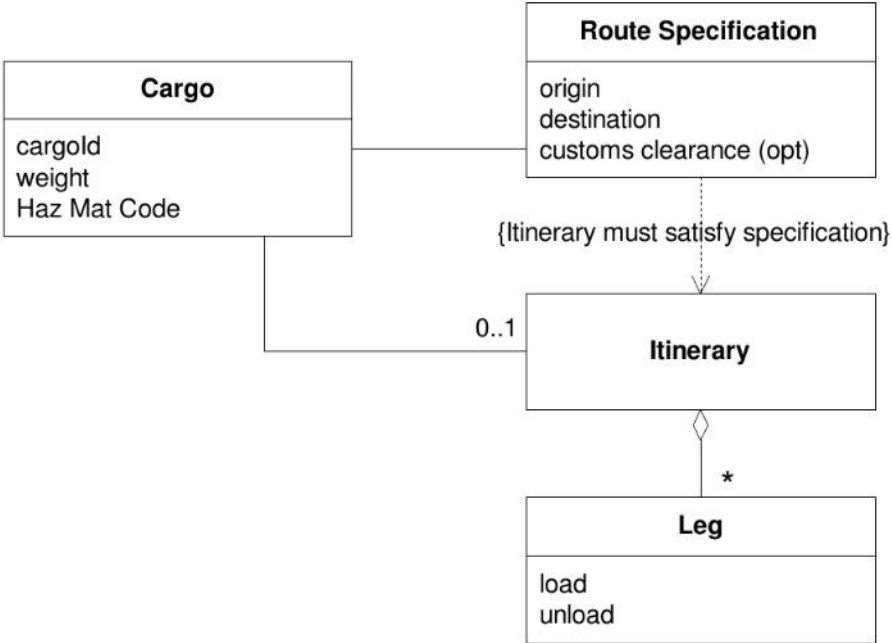 Route Specification
origin
destination
customs clearance (opt)
Cargo
cargoId
weight
Haz Mat Code
{Itinerary must satisfy specification}
0..1
Itinerary
*
Leg
load
unload